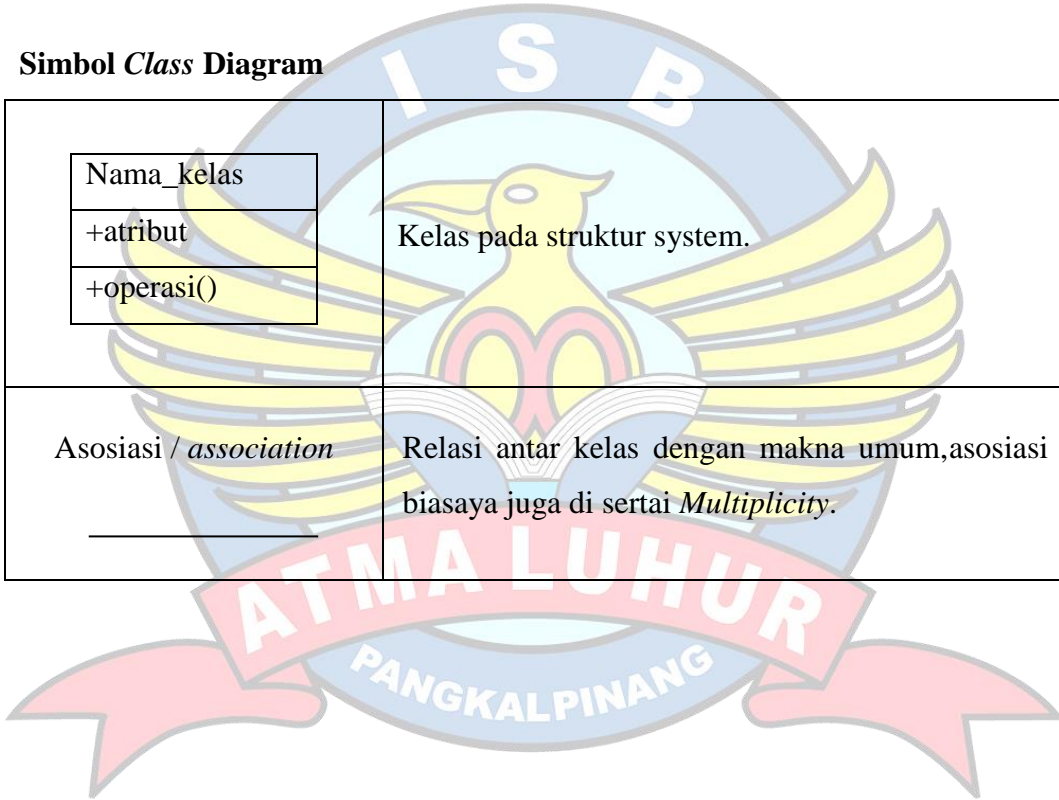 I S B
Simbol Class Diagram
Nama_kelas
+atribut
+operasi()
Kelas pada struktur system.
Asosiasi / association
Relasi antar kelas dengan makna umum,asosiasi
biasaya juga di sertai Multiplicity.
ATMA LUHUR
PANGKALPINANG